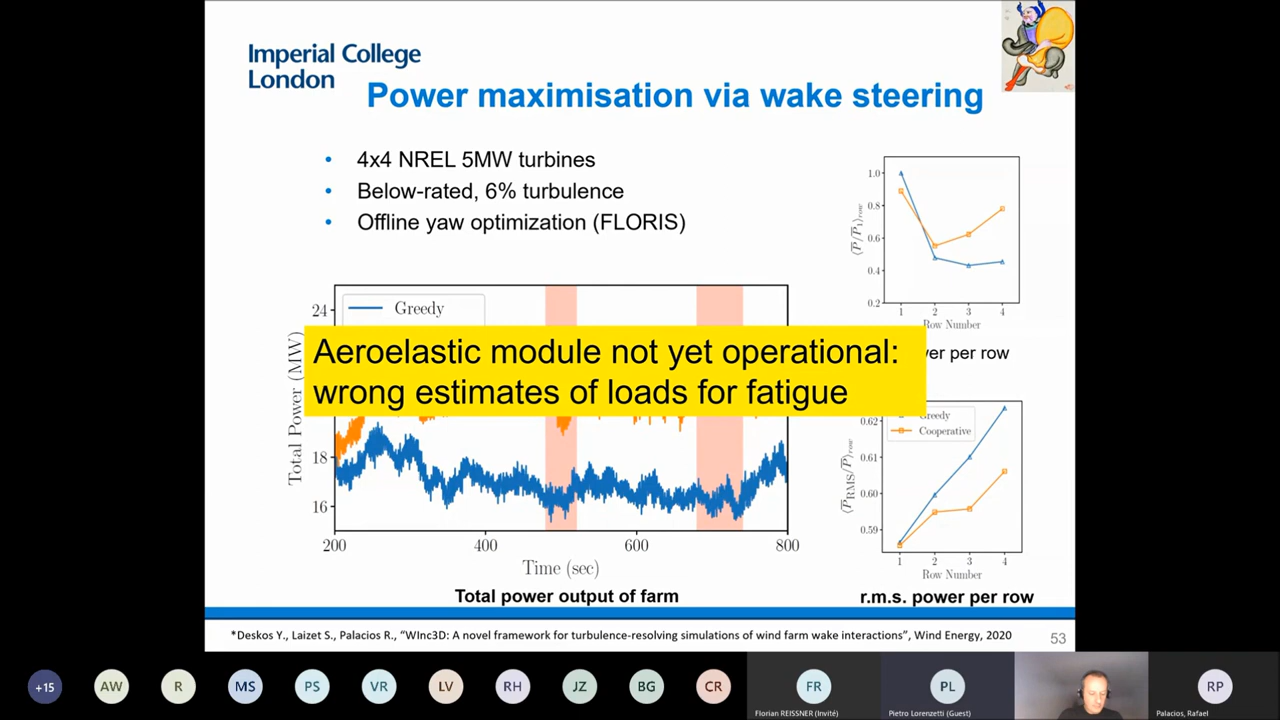 Imperial College
London
Power maximisation via wake steering
• 4x4 NREL 5MW turbines
• Below-rated, 6% turbulence
• Offline yaw optimization (FLORIS)
24
Greedy
Aeroelastic module not yet operational:
wrong estimates of loads for fatigue
Total Power (MW)
18
16
200
400
600
800
Time (sec)
Total power output of farm
1.0
0.8
0.6
0.4
0.2
⟨P̅/P̅₁⟩row
1
2
3
4
Row Number
per row
Greedy
Cooperative
0.62
0.61
0.60
0.59
⟨P̅RMS/P̅⟩row
1
2
3
4
Row Number
r.m.s. power per row
*Deskos Y., Laizet S., Palacios R., “WInc3D: A novel framework for turbulence-resolving simulations of wind farm wake interactions”, Wind Energy, 2020
53
+15
AW
R
MS
PS
VR
LV
RH
JZ
BG
CR
FR
Florian REISSNER (Invité)
PL
Pietro Lorenzetti (Guest)
RP
Palacios, Rafael